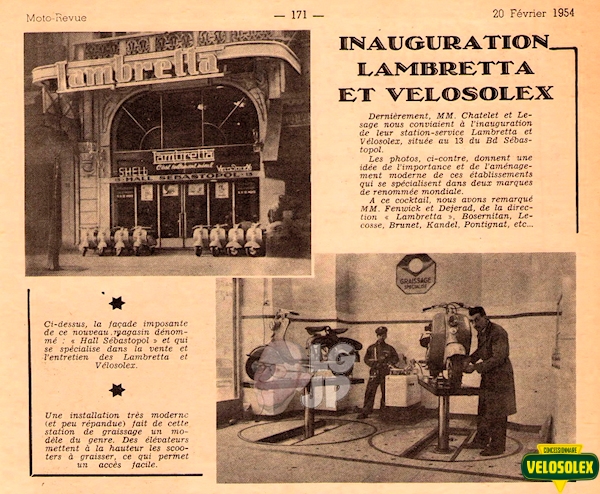 Moto-Revue
— 171 —
20 Février 1954
lambretta
lambretta
SHELL
VELOSOLEX
INAUGURATION
LAMBRETTA
ET VELOSOLEX
Dernièrement, MM. Chatelet et Le-
sage nous conviaient à l'inauguration
de leur station-service Lambretta et
Vélosolex, située au 13 du Bd Sébas-
topol.
Les photos, ci-contre, donnent une
idée de l'importance et de l'aménage-
ment moderne de ces établissements
qui se spécialisent dans deux marques
de renommée mondiale.
A ce cocktail, nous avons remarqué
MM. Fenwick et Dejerad, de la direc-
tion « Lambretta », Bosernitan, Le-
cosse, Brunet, Kandel, Pontignat, etc...
Ci-dessus, la façade imposante
de ce nouveau magasin dénom-
mé : « Hall Sébastopol » et qui
se spécialise dans la vente et
l'entretien des Lambretta et
Vélosolex.
GRAISSAGE
SPÉCIALITÉ
Une installation très moderne
(et peu répandue) fait de cette
station de graissage un mo-
dèle du genre. Des élévateurs
mettent à la hauteur les scoo-
ters à graisser, ce qui permet
un accès facile.
CONCESSIONNAIRE
VELOSOLEX